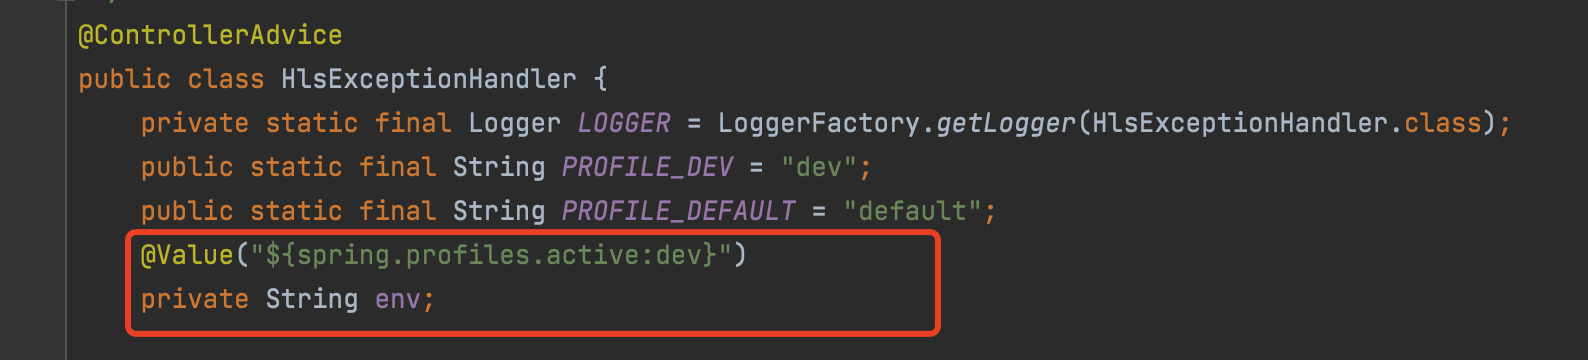 @ControllerAdvice
public class HlsExceptionHandler {
private static final Logger LOGGER = LoggerFactory.getLogger(HlsExceptionHandler.class);
public static final String PROFILE_DEV = "dev";
public static final String PROFILE_DEFAULT = "default";
@Value("${spring.profiles.active:dev}")
private String env;